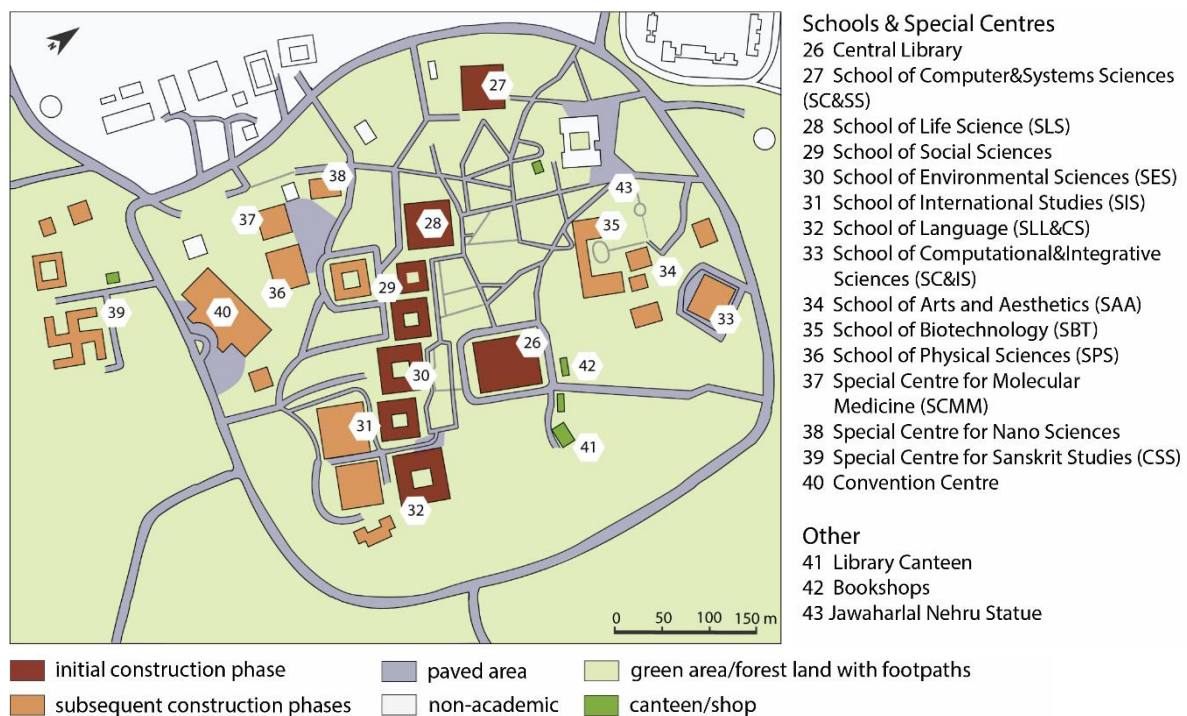 N
27
38
43
37
28
35
36
29
34
39
40
33
26
30
42
31
41
32
0 50 100 150 m
Schools & Special Centres
26 Central Library
27 School of Computer&Systems Sciences
(SC&SS)
28 School of Life Science (SLS)
29 School of Social Sciences
30 School of Environmental Sciences (SES)
31 School of International Studies (SIS)
32 School of Language (SLL&CS)
33 School of Computational&Integrative
Sciences (SC&IS)
34 School of Arts and Aesthetics (SAA)
35 School of Biotechnology (SBT)
36 School of Physical Sciences (SPS)
37 Special Centre for Molecular
Medicine (SCMM)
38 Special Centre for Nano Sciences
39 Special Centre for Sanskrit Studies (CSS)
40 Convention Centre
Other
41 Library Canteen
42 Bookshops
43 Jawaharlal Nehru Statue
initial construction phase
paved area
green area/forest land with footpaths
subsequent construction phases
non-academic
canteen/shop